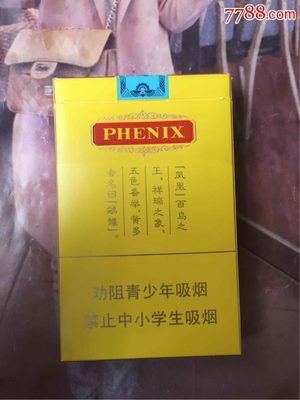 7788.com
PHENIX
「凤凰」百鸟之
王，祥瑞之象，
五色备举，黄多
者名曰「鹓鶵」
劝阻青少年吸烟
禁止中小学生吸烟